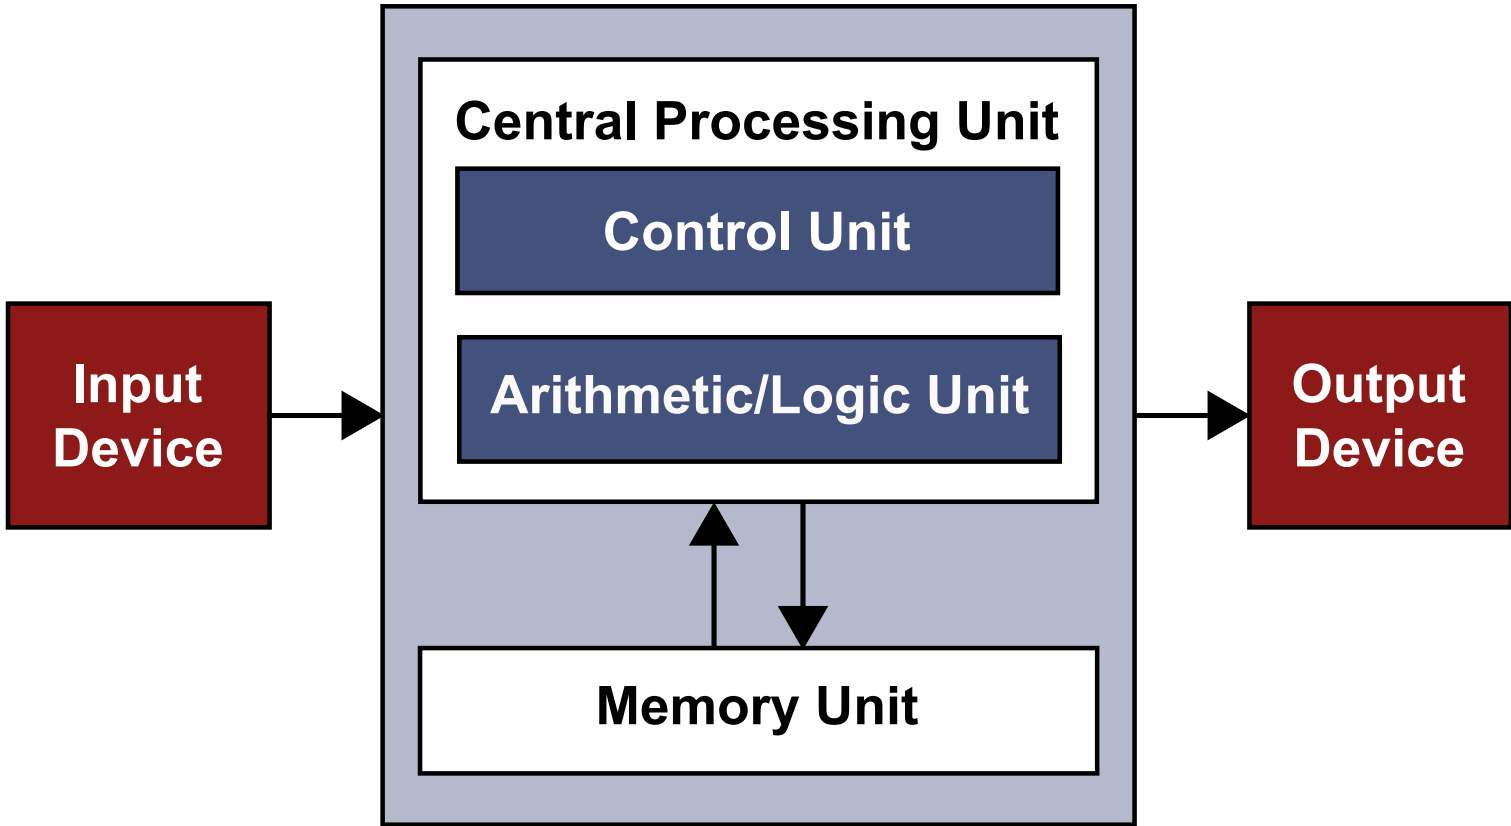 Central Processing Unit
Control Unit
Arithmetic/Logic Unit
Input
Device
Output
Device
Memory Unit